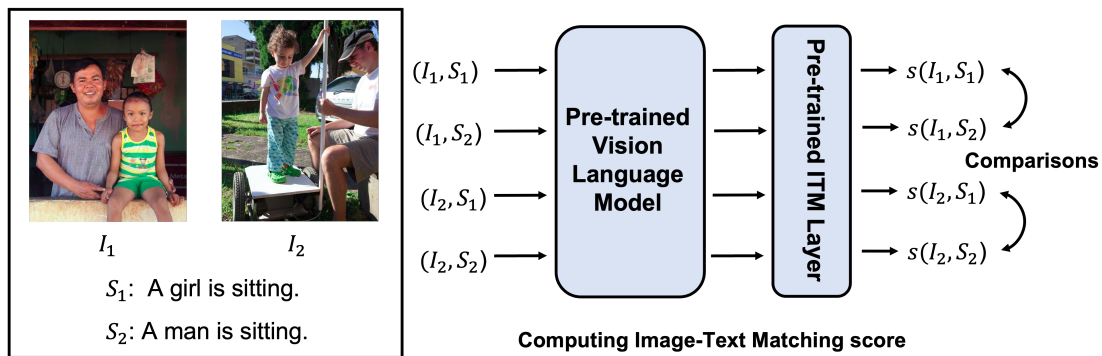 I₁
I₂
S₁: A girl is sitting.
S₂: A man is sitting.
(I₁, S₁)
(I₁, S₂)
(I₂, S₁)
(I₂, S₂)
Pre-trained
Vision
Language
Model
Pre-trained ITM Layer
s(I₁, S₁)
s(I₁, S₂)
Comparisons
s(I₂, S₁)
s(I₂, S₂)
Computing Image-Text Matching score